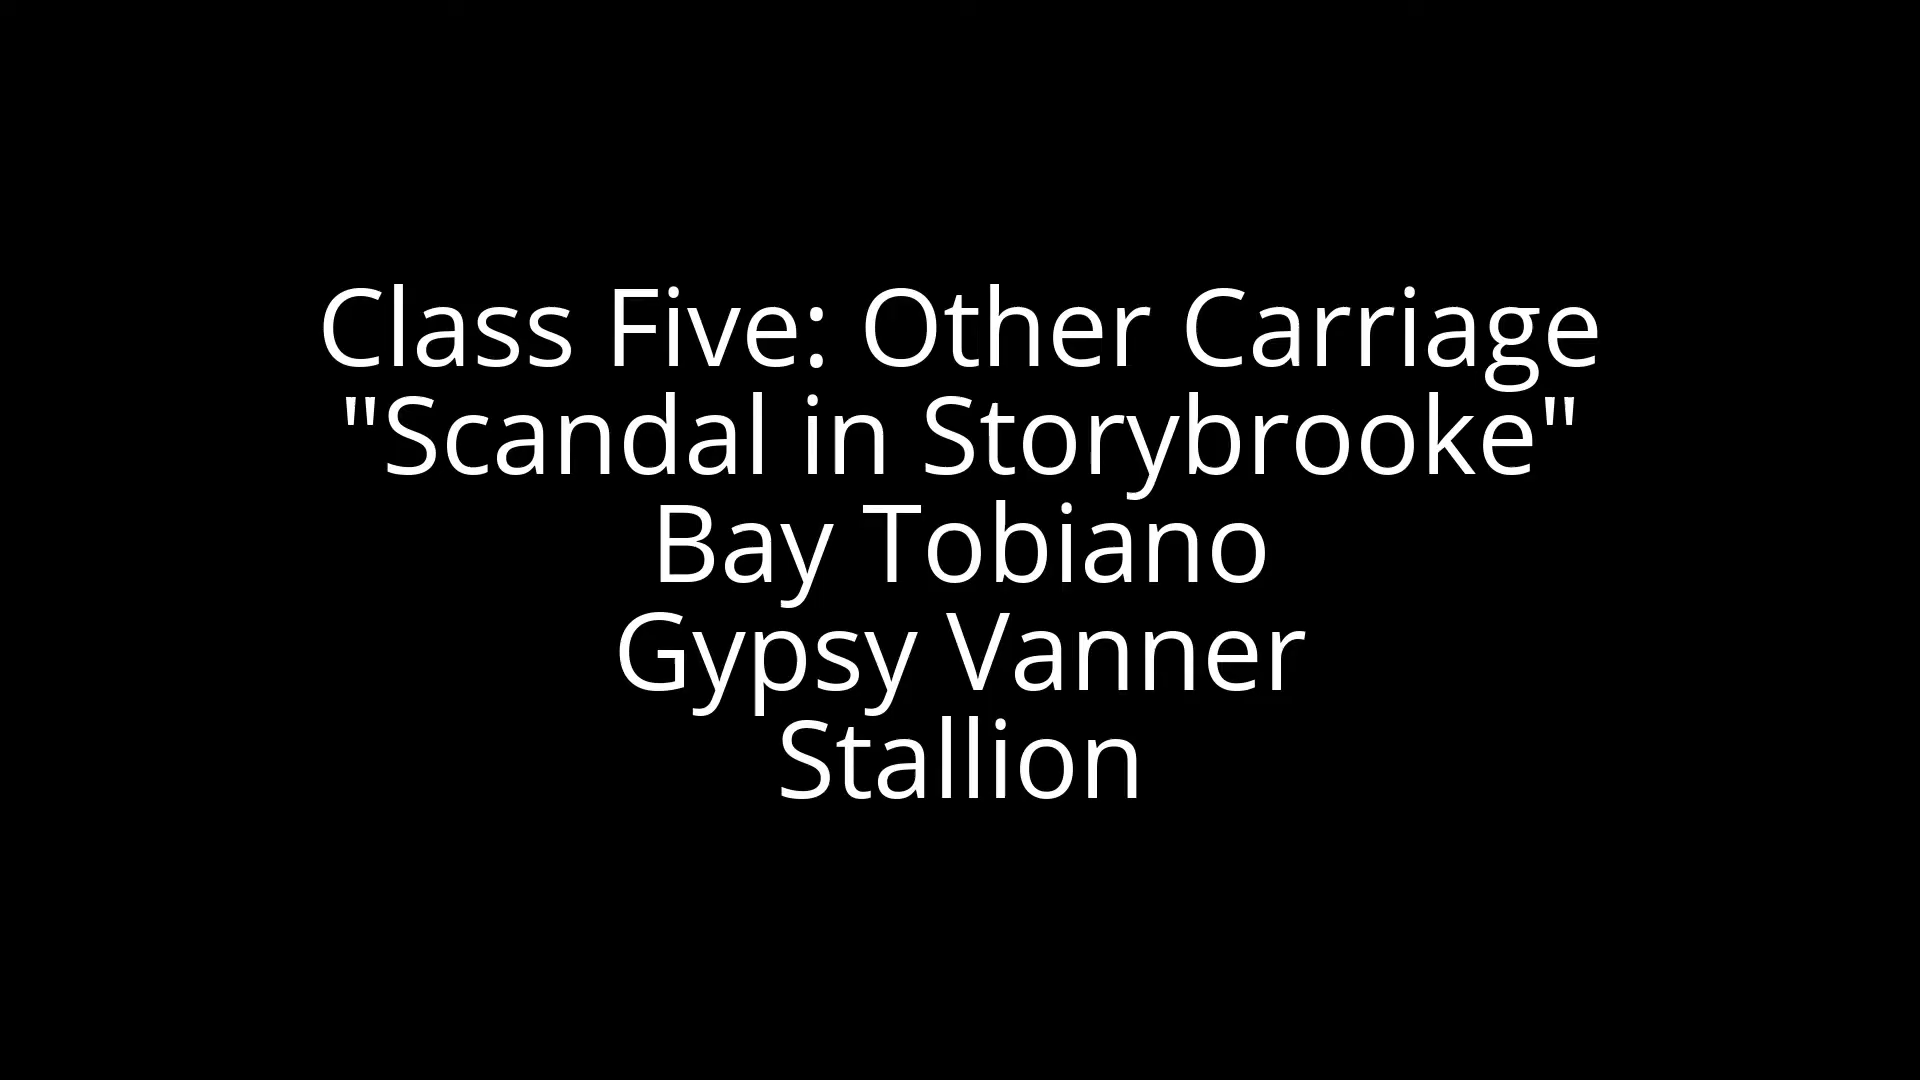 Class Five: Other Carriage
"Scandal in Storybrooke"
Bay Tobiano
Gypsy Vanner
Stallion